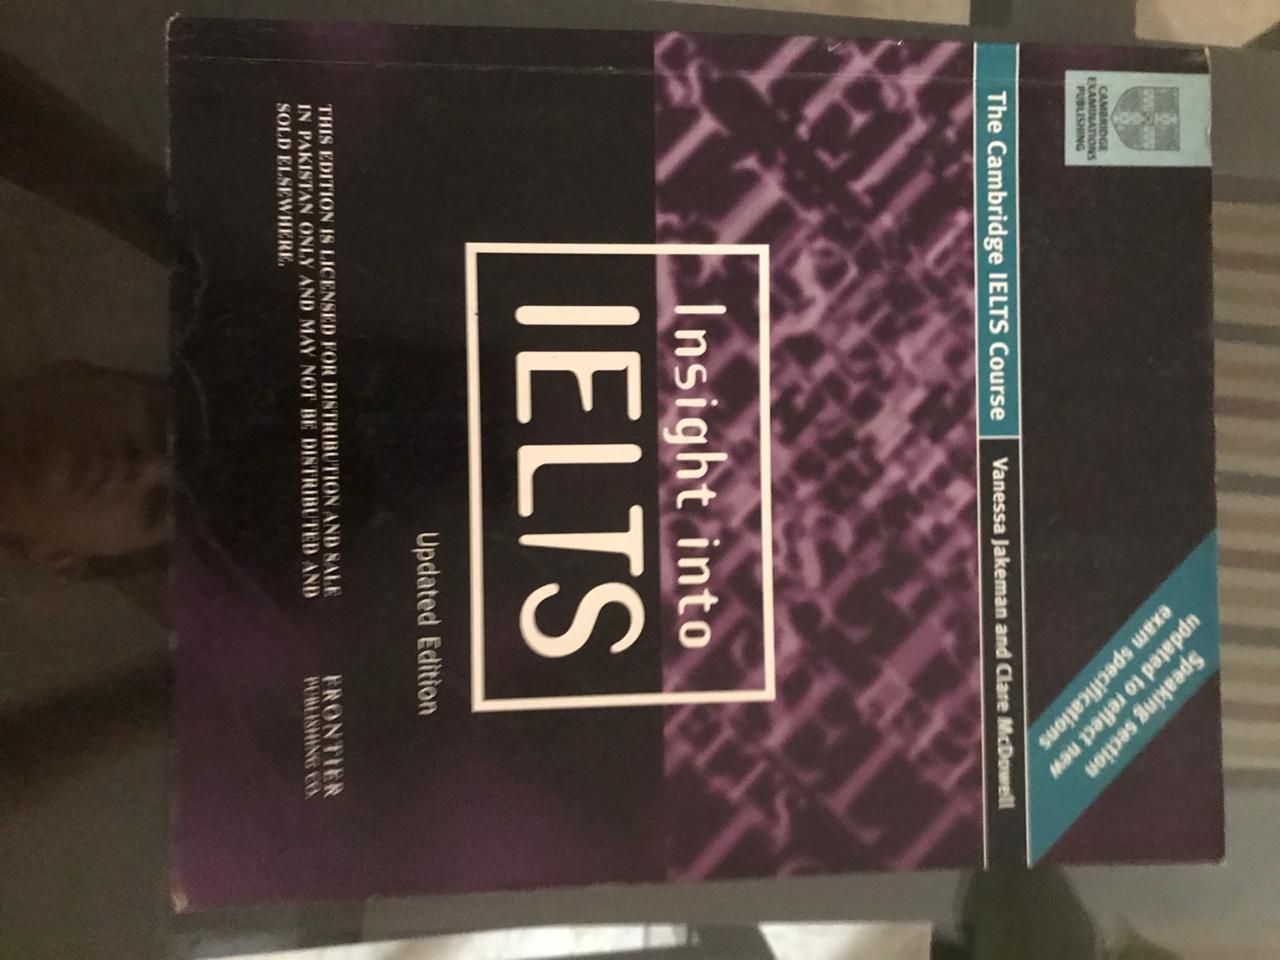 CAMBRIDGE
EXAMINATIONS
PUBLISHING
Speaking section
updated to reflect new
exam specifications
The Cambridge IELTS Course
Vanessa Jakeman and Clare McDowell
Insight into
IELTS
Updated Edition
THIS EDITION IS LICENSED FOR DISTRIBUTION AND SALE
IN PAKISTAN ONLY AND MAY NOT BE DISTRIBUTED AND
SOLD ELSEWHERE.
FRONTIER
PUBLISHING CO.